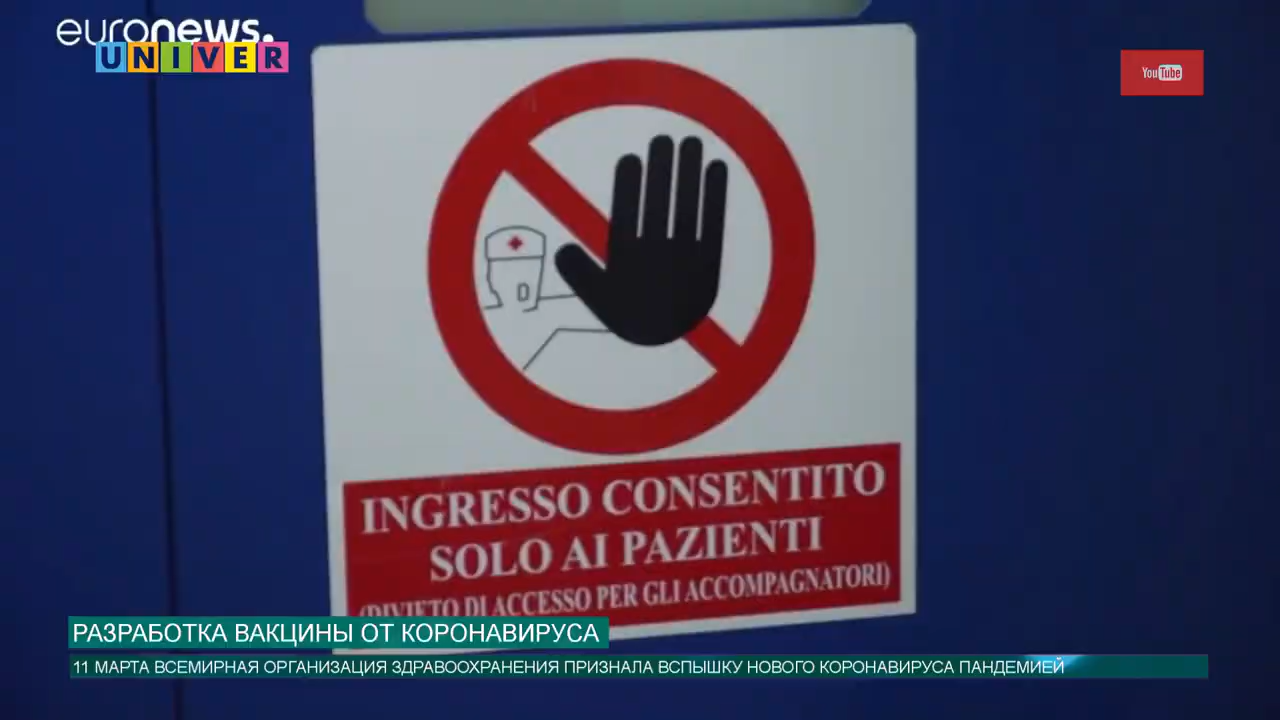 euronews.
UNIVER
YouTube
INGRESSO CONSENTITO
SOLO AI PAZIENTI
(DIVIETO DI ACCESSO PER GLI ACCOMPAGNATORI)
РАЗРАБОТКА ВАКЦИНЫ ОТ КОРОНАВИРУСА
11 МАРТА ВСЕМИРНАЯ ОРГАНИЗАЦИЯ ЗДРАВООХРАНЕНИЯ ПРИЗНАЛА ВСПЫШКУ НОВОГО КОРОНАВИРУСА ПАНДЕМИЕЙ